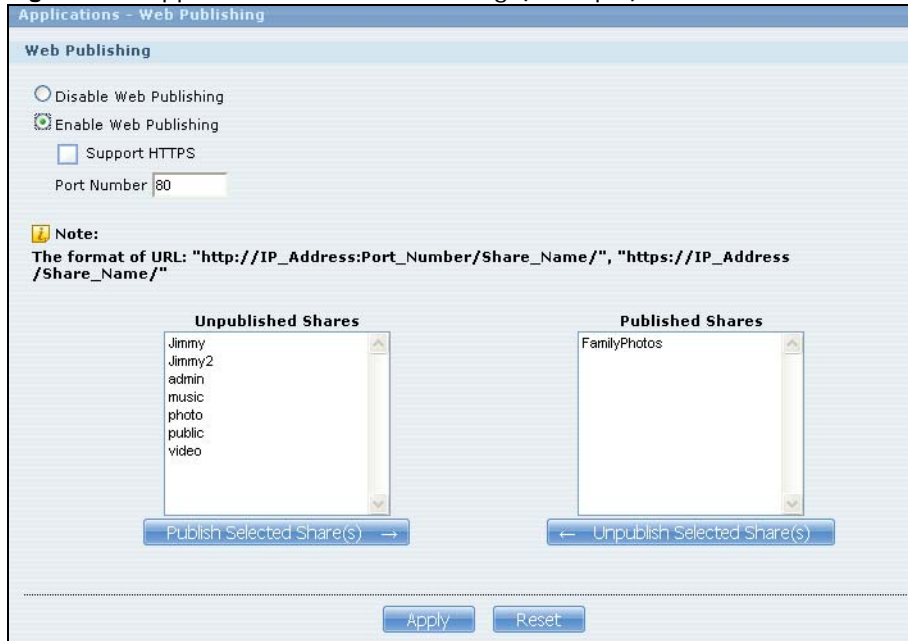 Applications - Web Publishing
Web Publishing
Disable Web Publishing
Enable Web Publishing
Support HTTPS
Port Number 80
Note:
The format of URL: "http://IP_Address:Port_Number/Share_Name/", "https://IP_Address
/Share_Name/"
Unpublished Shares
Jimmy
Jimmy2
admin
music
photo
public
video
Publish Selected Share(s) →
Published Shares
FamilyPhotos
← Unpublish Selected Share(s)
Apply
Reset